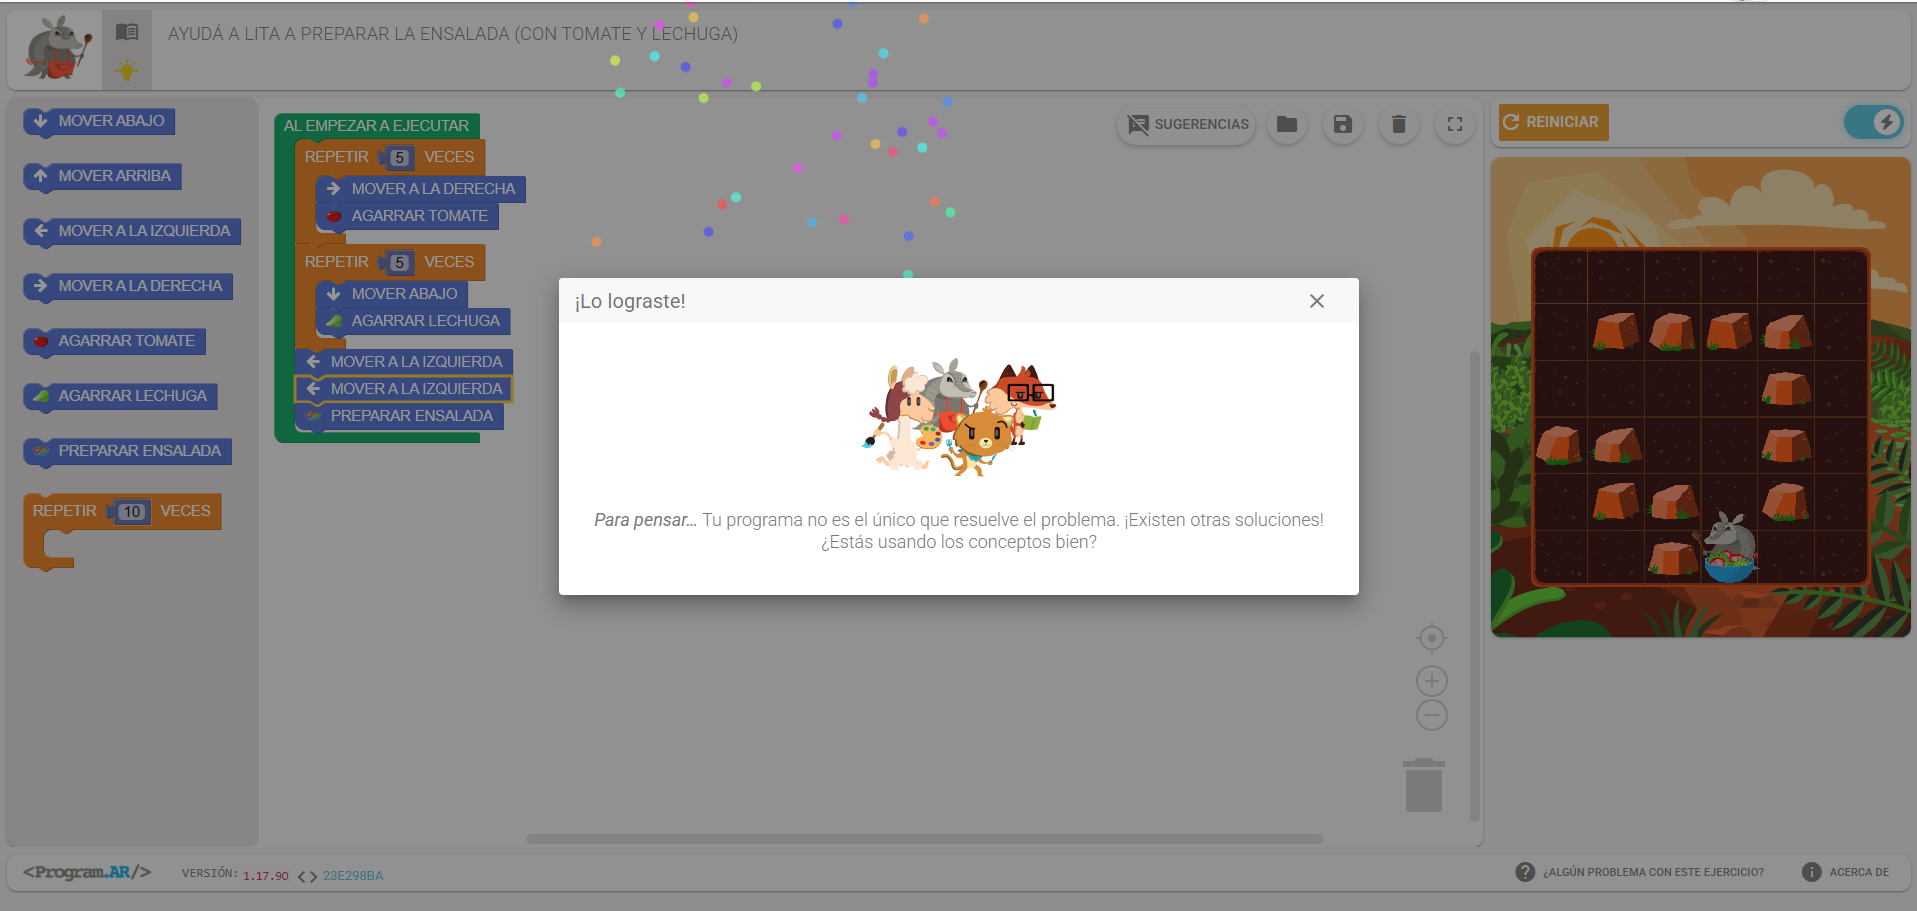 AYUDÁ A LITA A PREPARAR LA ENSALADA (CON TOMATE Y LECHUGA)
MOVER ABAJO
MOVER ARRIBA
MOVER A LA IZQUIERDA
MOVER A LA DERECHA
AGARRAR TOMATE
AGARRAR LECHUGA
PREPARAR ENSALADA
REPETIR 10 VECES
AL EMPEZAR A EJECUTAR
REPETIR 5 VECES
MOVER A LA DERECHA
AGARRAR TOMATE
REPETIR 5 VECES
MOVER ABAJO
AGARRAR LECHUGA
MOVER A LA IZQUIERDA
MOVER A LA IZQUIERDA
PREPARAR ENSALADA
SUGERENCIAS
REINICIAR
¡Lo lograste!
Para pensar... Tu programa no es el único que resuelve el problema. ¡Existen otras soluciones!
¿Estás usando los conceptos bien?
<Program.AR/>
VERSIÓN: 1.17.90 <> 23E298BA
¿ALGÚN PROBLEMA CON ESTE EJERCICIO?
ACERCA DE